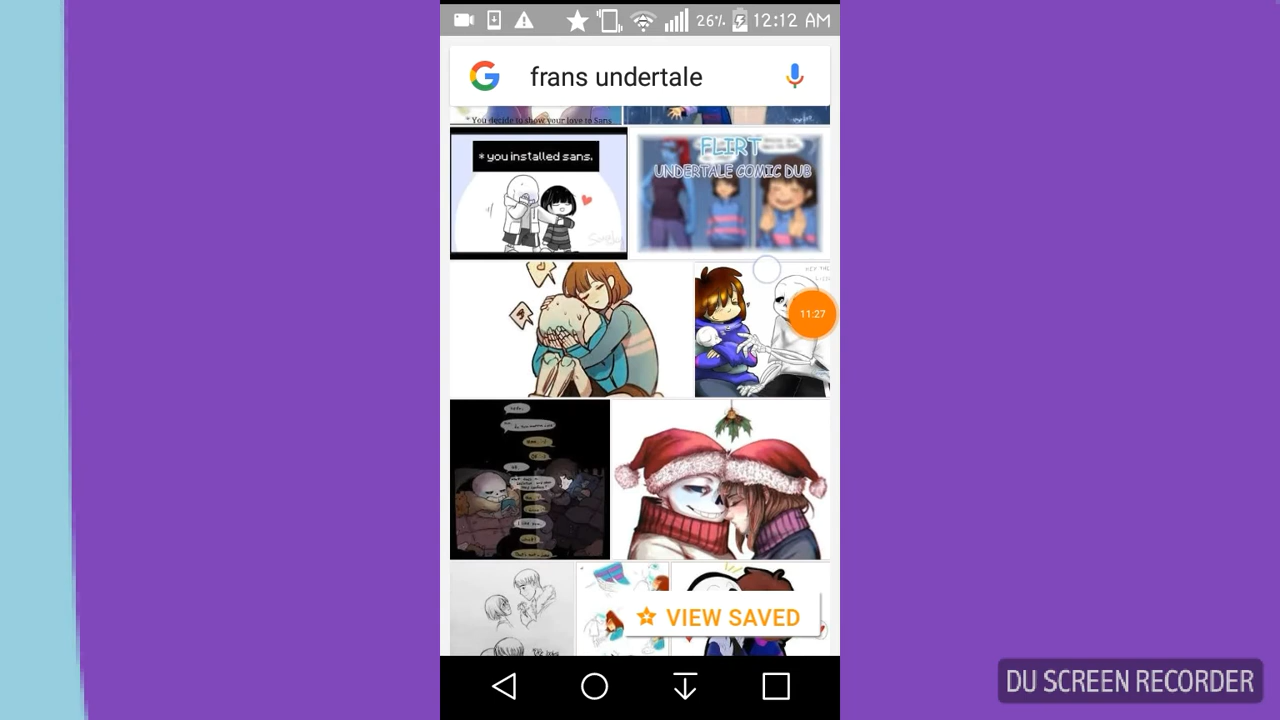 26% 12:12 AM
frans undertale
* You decide to show your love to Sans
* you installed sans.
FLIRT
UNDERTALE COMIC DUB
11:27
VIEW SAVED
DU SCREEN RECORDER